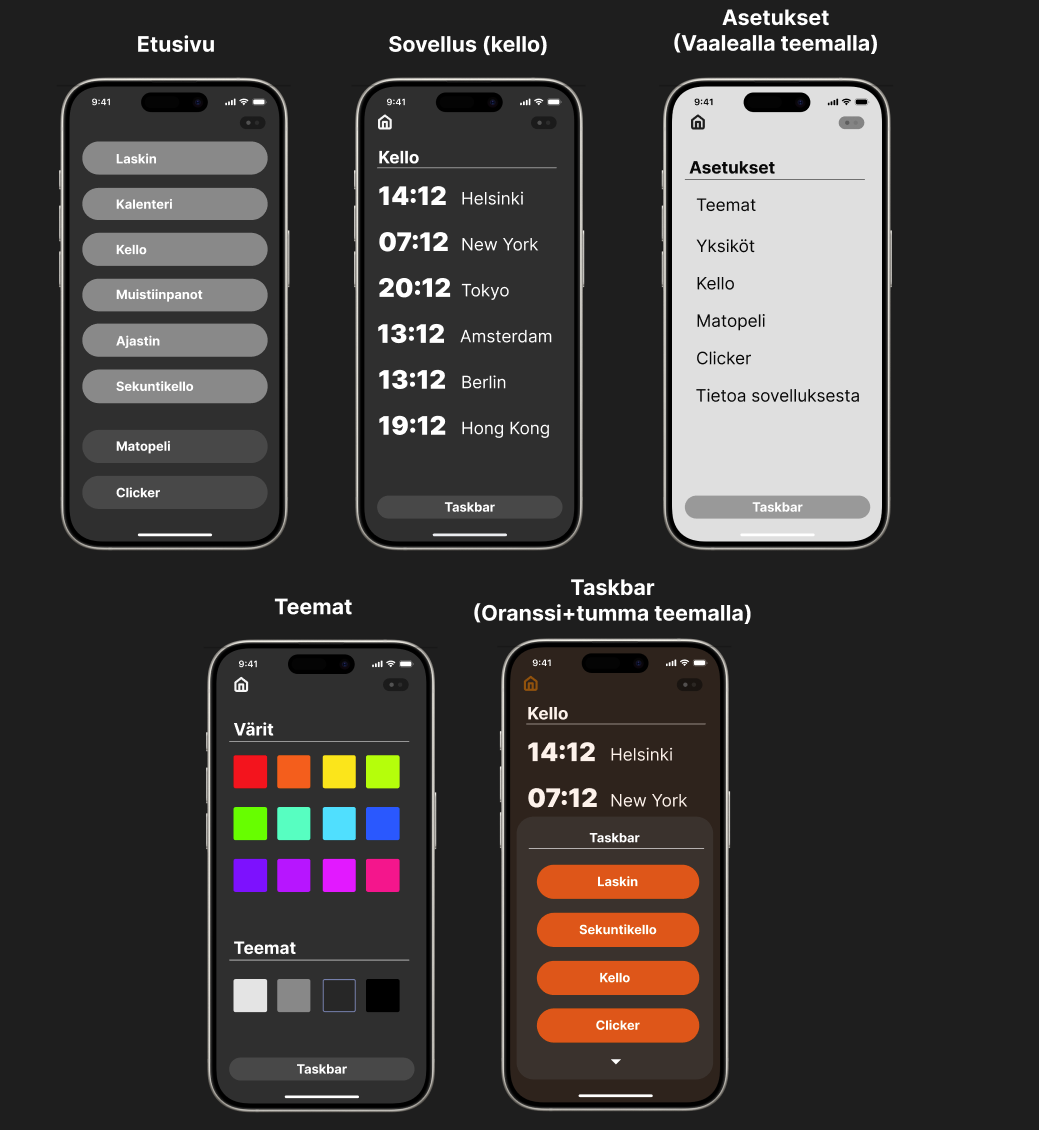 Etusivu
9:41
Laskin
Kalenteri
Kello
Muistiinpanot
Ajastin
Sekuntikello
Matopeli
Clicker
Sovellus (kello)
9:41
Kello
14:12 Helsinki
07:12 New York
20:12 Tokyo
13:12 Amsterdam
13:12 Berlin
19:12 Hong Kong
Taskbar
Asetukset
(Vaalealla teemalla)
9:41
Asetukset
Teemat
Yksiköt
Kello
Matopeli
Clicker
Tietoa sovelluksesta
Taskbar
Teemat
9:41
Värit
Teemat
Taskbar
Taskbar
(Oranssi+tumma teemalla)
9:41
Kello
14:12 Helsinki
07:12 New York
Taskbar
Laskin
Sekuntikello
Kello
Clicker